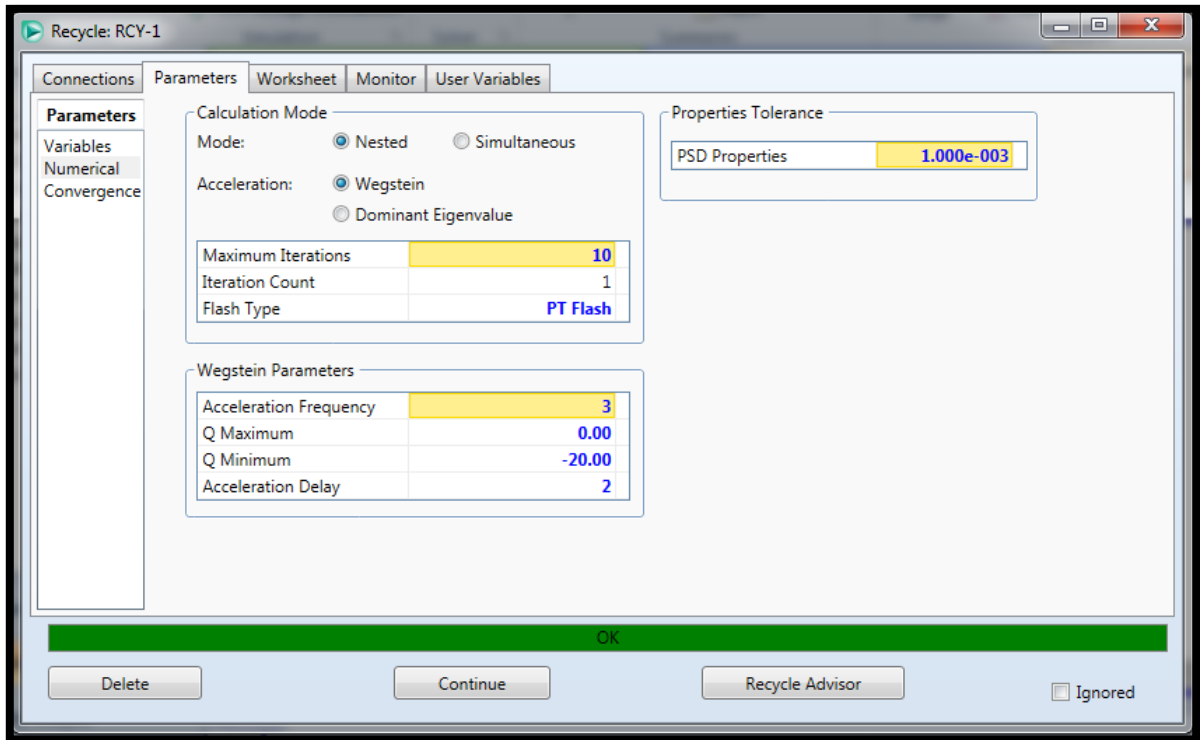 Recycle: RCY-1
Connections Parameters Worksheet Monitor User Variables
Parameters
Variables
Numerical
Convergence
Calculation Mode
Mode: Nested Simultaneous
Acceleration: Wegstein
Dominant Eigenvalue
Maximum Iterations 10
Iteration Count 1
Flash Type PT Flash
Wegstein Parameters
Acceleration Frequency 3
Q Maximum 0.00
Q Minimum -20.00
Acceleration Delay 2
Properties Tolerance
PSD Properties 1.000e-003
OK
Delete Continue Recycle Advisor Ignored